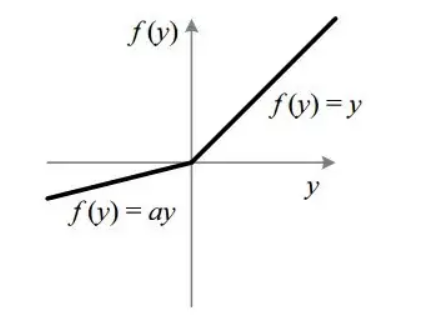 f(y)
f(y) = y
y
f(y) = ay